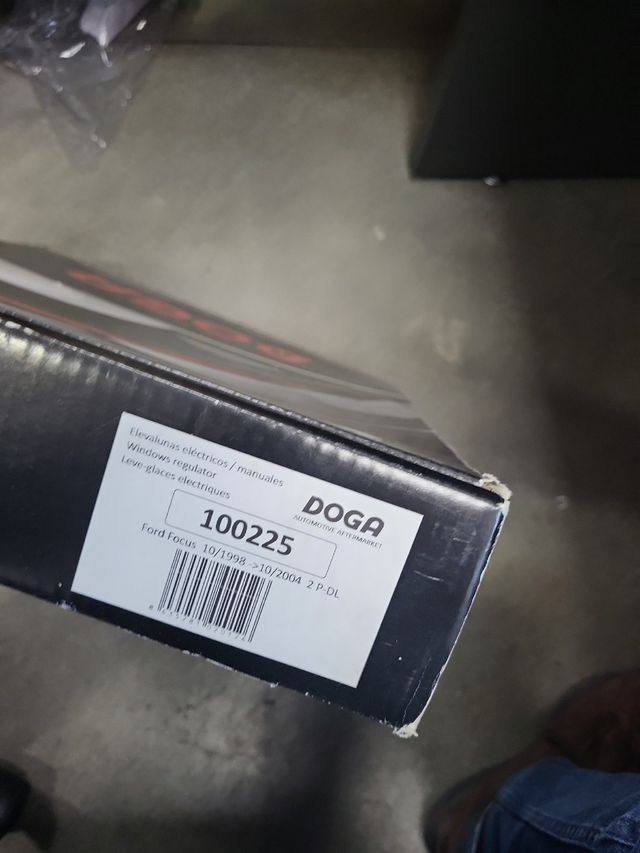 Elevalunas eléctricos / manuales
Windows regulator
Leve-glaces electriques
DOGA
AUTOMOTIVE AFTERMARKET
100225
Ford Focus 10/1998 ->10/2004 2 P-DL